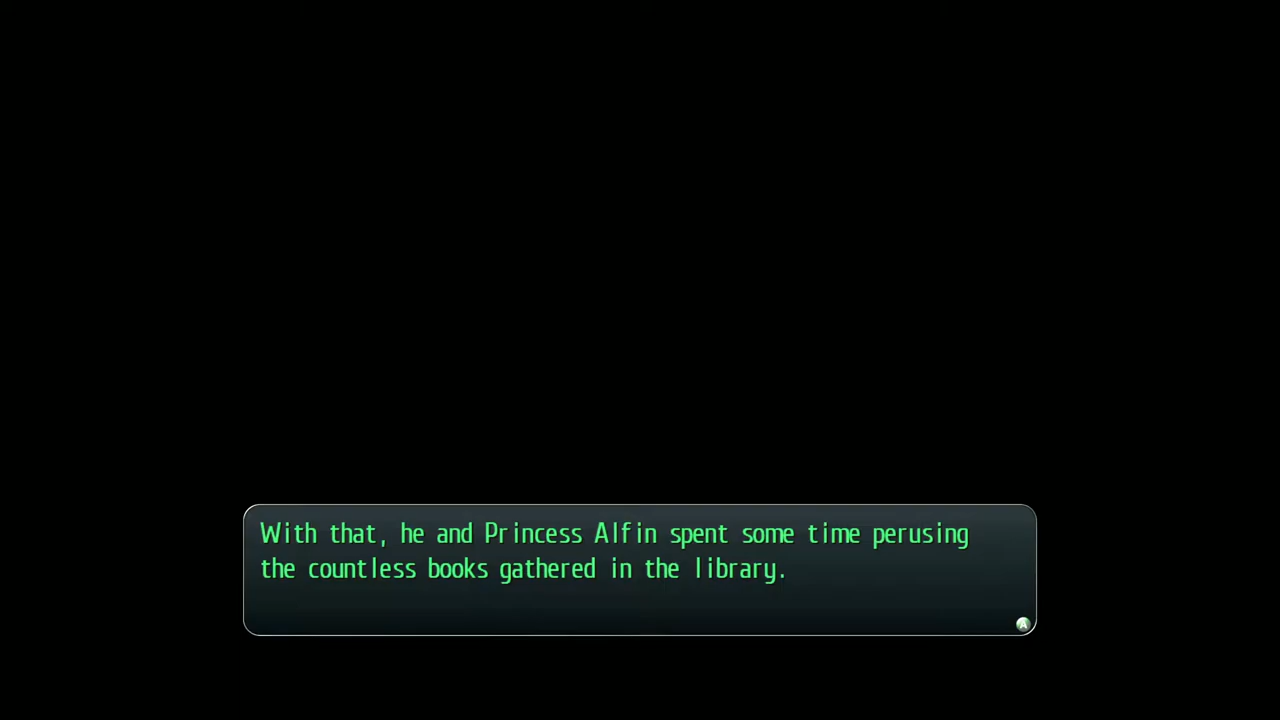 With that, he and Princess Alfin spent some time perusing
the countless books gathered in the library.
A